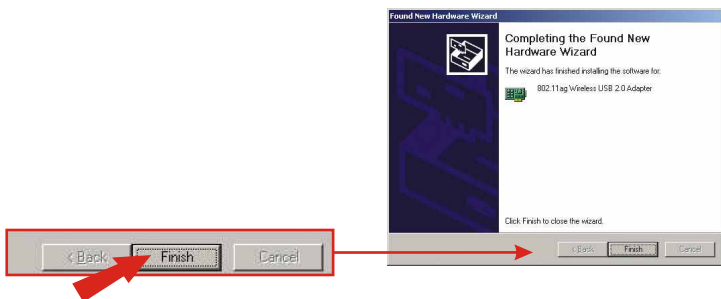 Found New Hardware Wizard
Completing the Found New
Hardware Wizard
The wizard has finished installing the software for:
802.11ag Wireless USB 2.0 Adapter
Click Finish to close the wizard.
< Back Finish Cancel
< Back Finish Cancel